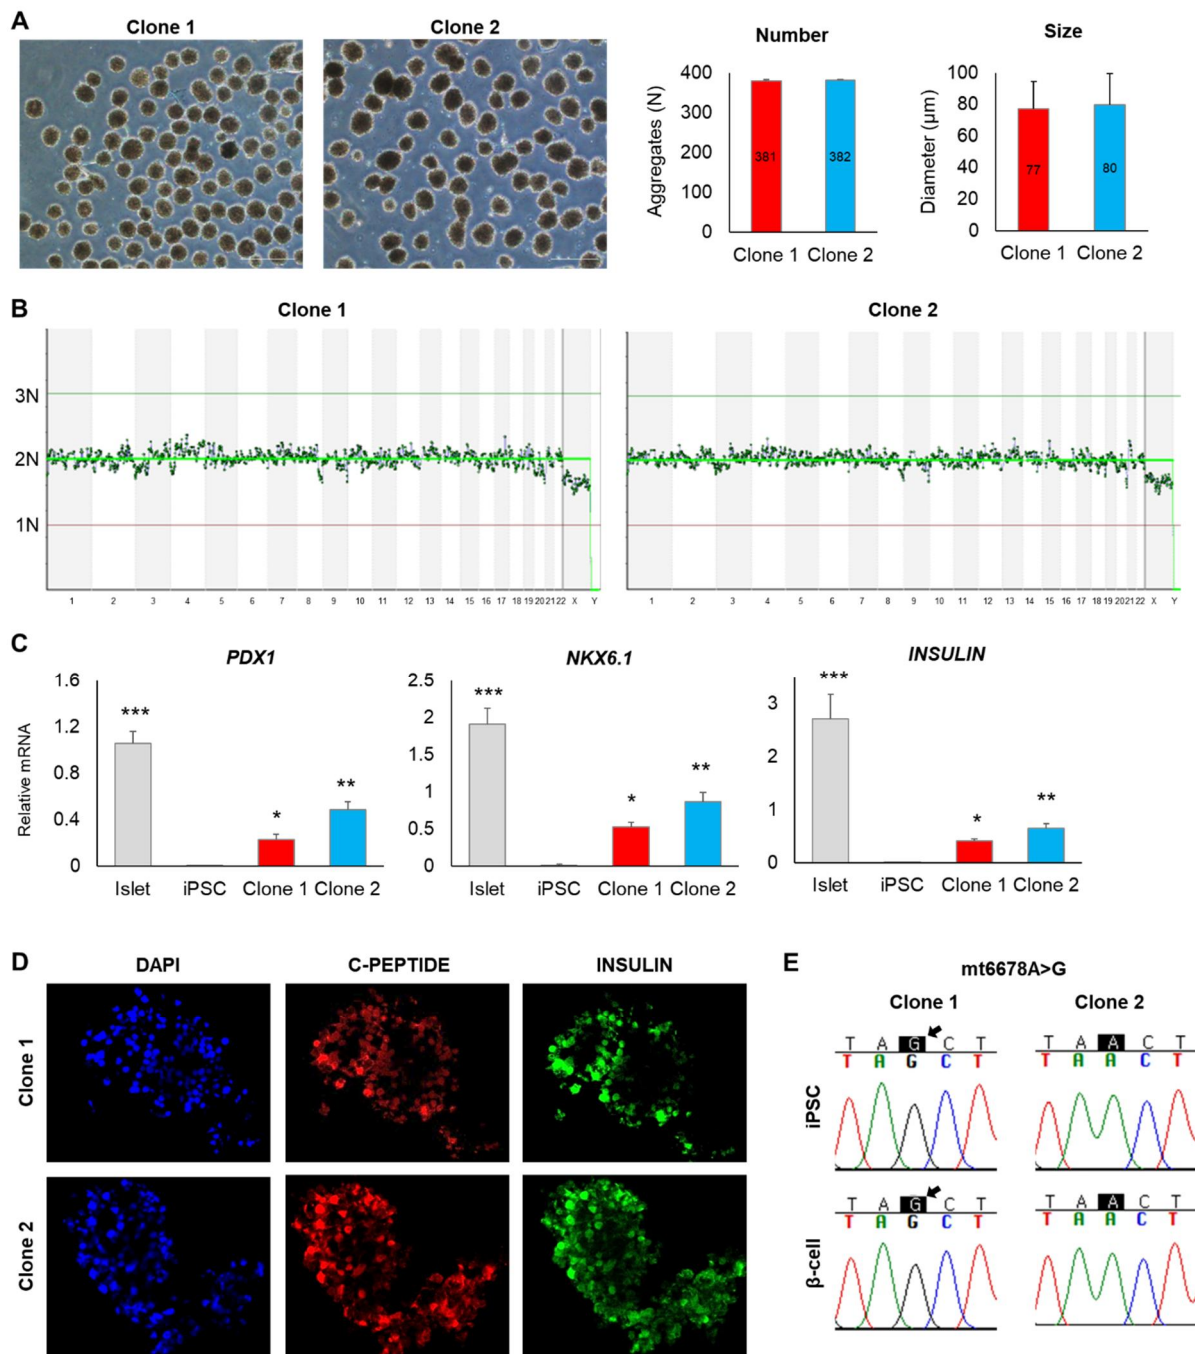 A
Clone 1
Clone 2
Number
Size
Aggregates (N)
400
300
200
100
0
381
382
Clone 1 Clone 2
Diameter (µm)
100
80
60
40
20
0
77
80
Clone 1 Clone 2
B
Clone 1
Clone 2
3N
2N
1N
1 2 3 4 5 6 7 8 9 10 11 12 13 14 15 16 17 18 19 20 21 22 X Y
1 2 3 4 5 6 7 8 9 10 11 12 13 14 15 16 17 18 19 20 21 22 X Y
C
PDX1
NKX6.1
INSULIN
Relative mRNA
1.6
1.2
0.8
0.4
0
***
*
**
Islet iPSC Clone 1 Clone 2
2.5
2
1.5
1
0.5
0
***
*
**
Islet iPSC Clone 1 Clone 2
3
2
1
0
***
*
**
Islet iPSC Clone 1 Clone 2
D
DAPI
C-PEPTIDE
INSULIN
Clone 1
Clone 2
E
mt6678A>G
Clone 1
Clone 2
iPSC
T A G C T
T A G C T
T A A C T
T A A C T
β-cell
T A G C T
T A G C T
T A A C T
T A A C T